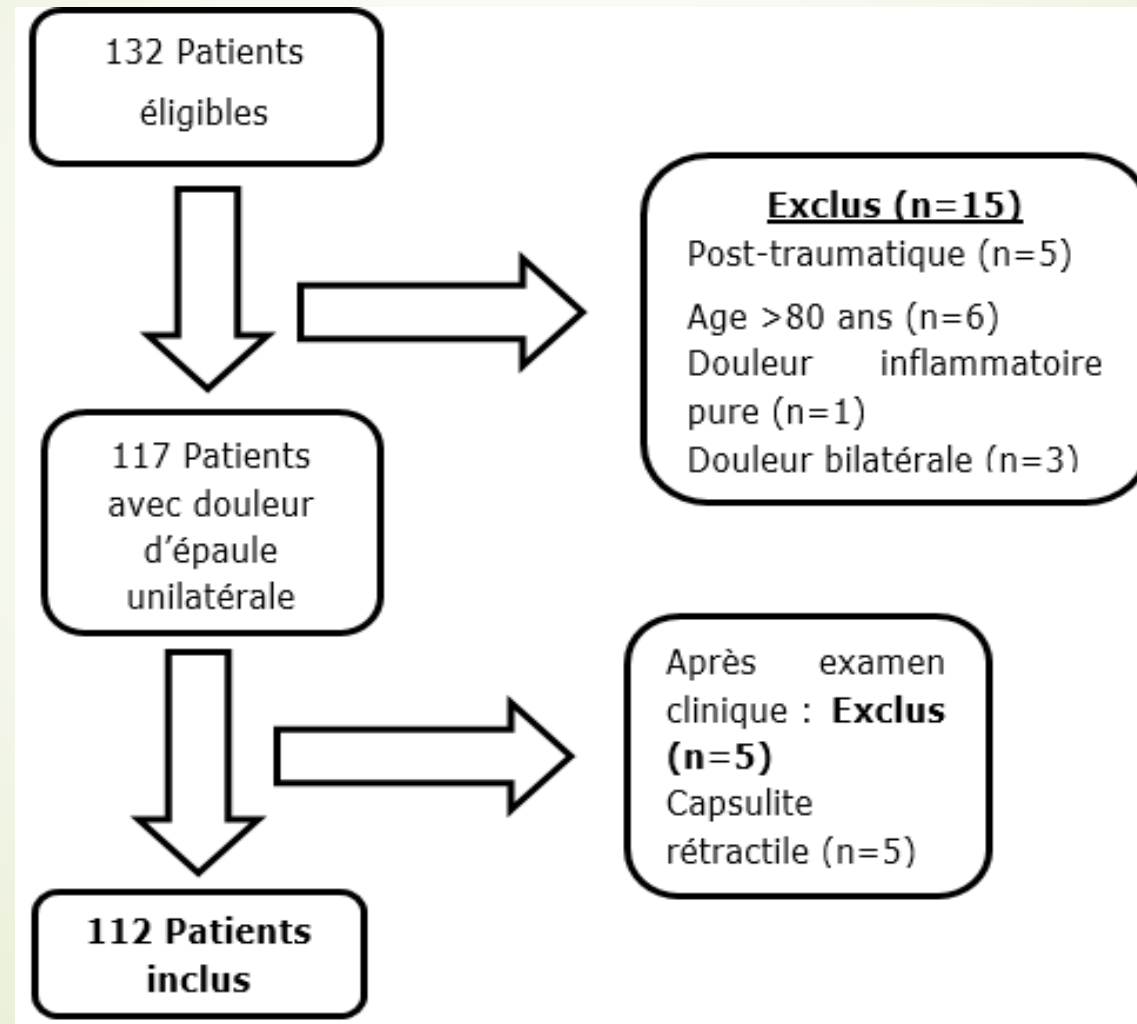 132 Patients
éligibles
Exclus (n=15)
Post-traumatique (n=5)
Age >80 ans (n=6)
Douleur inflammatoire
pure (n=1)
Douleur bilatérale (n=3)
117 Patients
avec douleur
d’épaule
unilatérale
Après examen
clinique : Exclus
(n=5)
Capsulite
rétractile (n=5)
112 Patients
inclus